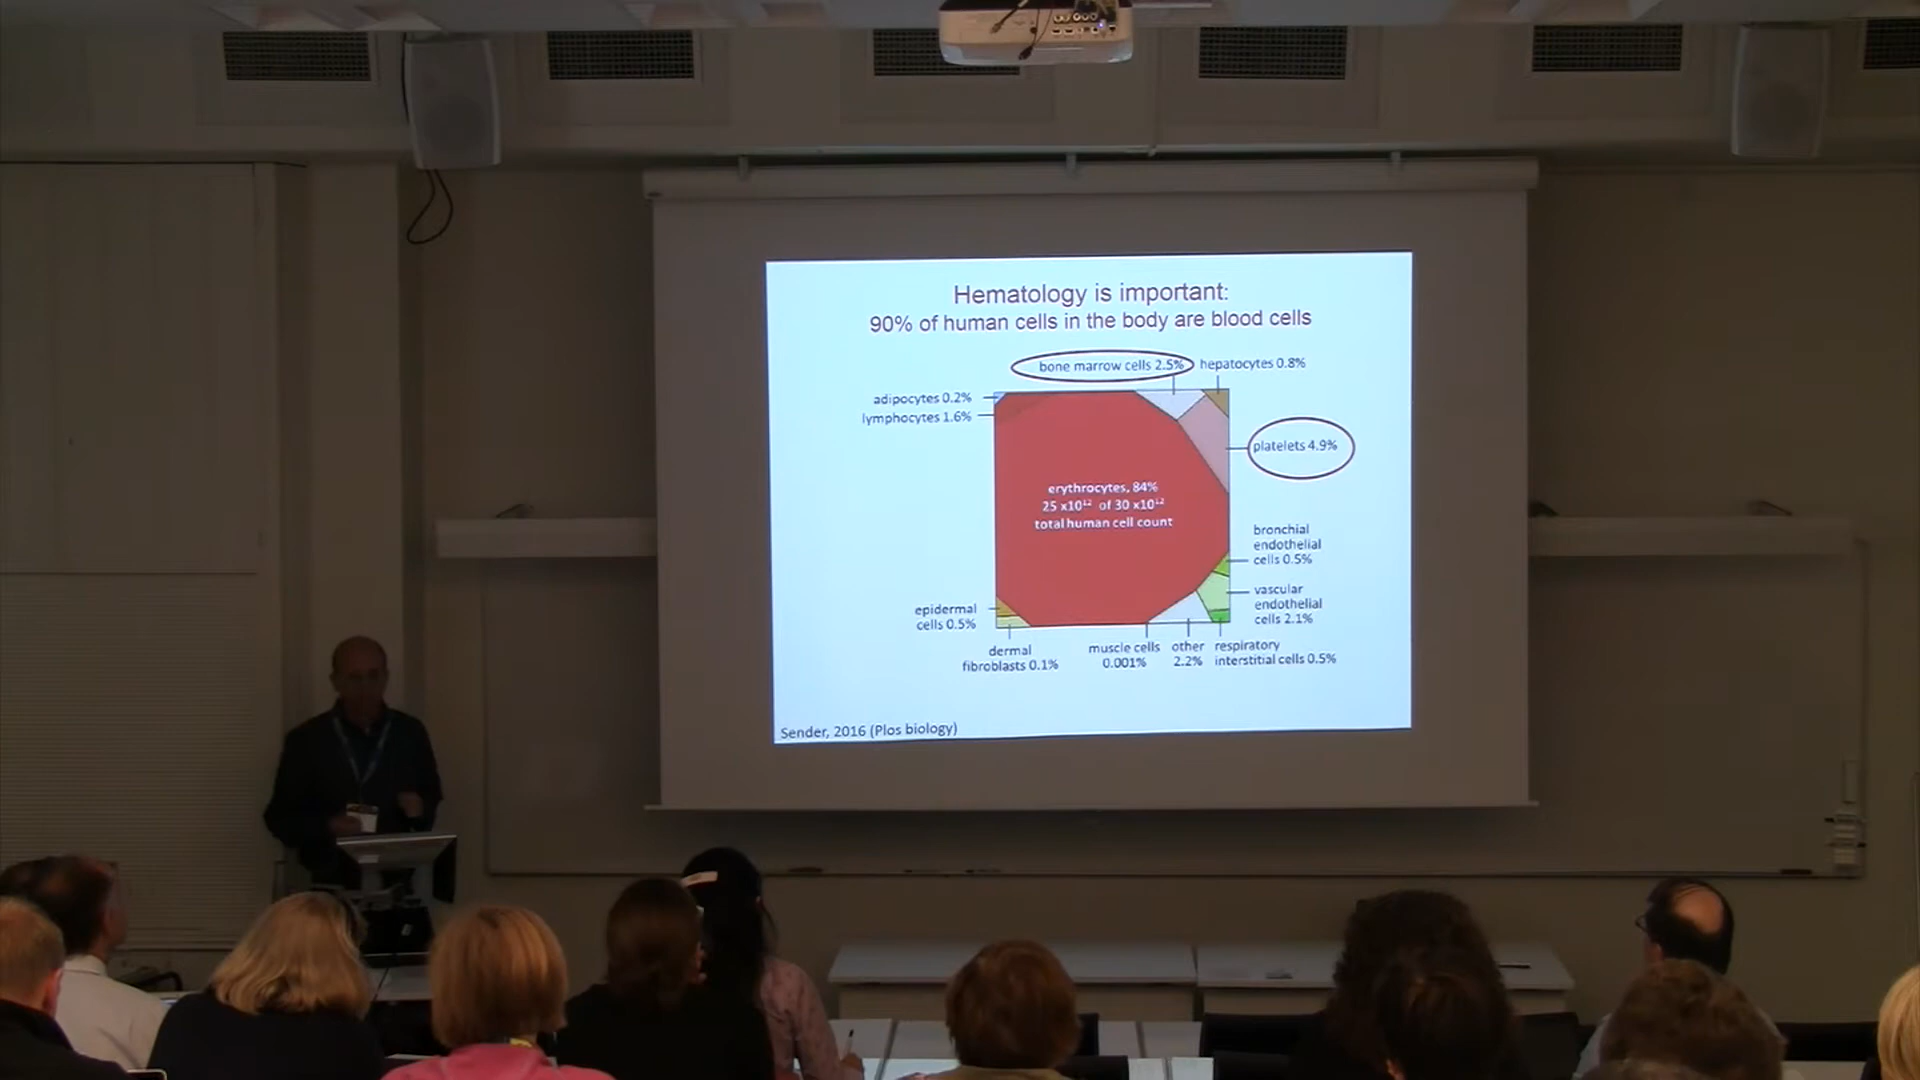 Hematology is important:
90% of human cells in the body are blood cells
bone marrow cells 2.5%
hepatocytes 0.8%
adipocytes 0.2%
lymphocytes 1.6%
platelets 4.9%
erythrocytes, 84%
25 x10¹² of 30 x10¹²
total human cell count
bronchial
endothelial
cells 0.5%
vascular
endothelial
cells 2.1%
epidermal
cells 0.5%
dermal
fibroblasts 0.1%
muscle cells
0.001%
other
2.2%
respiratory
interstitial cells 0.5%
Sender, 2016 (Plos biology)